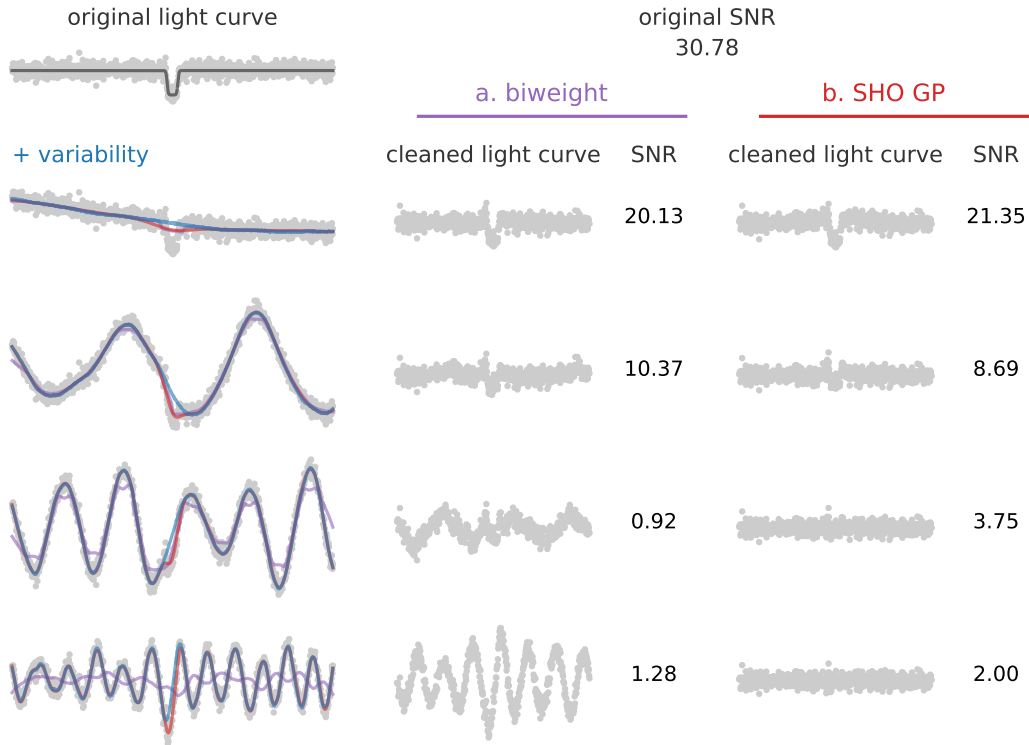 original light curve
original SNR
30.78
a. biweight
b. SHO GP
+ variability
cleaned light curve SNR
cleaned light curve SNR
20.13
21.35
10.37
8.69
0.92
3.75
1.28
2.00